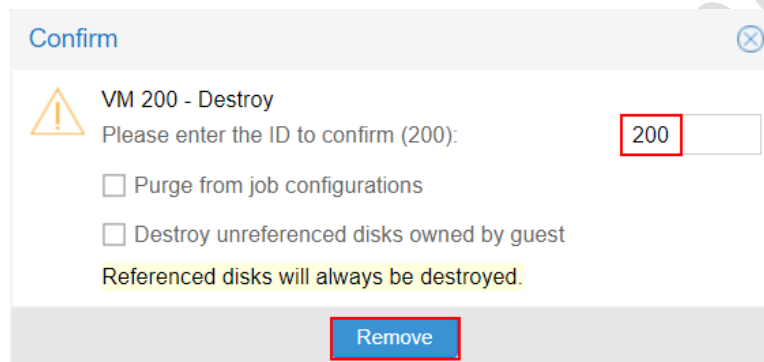 Confirm
VM 200 - Destroy
Please enter the ID to confirm (200): 200
Purge from job configurations
Destroy unreferenced disks owned by guest
Referenced disks will always be destroyed.
Remove